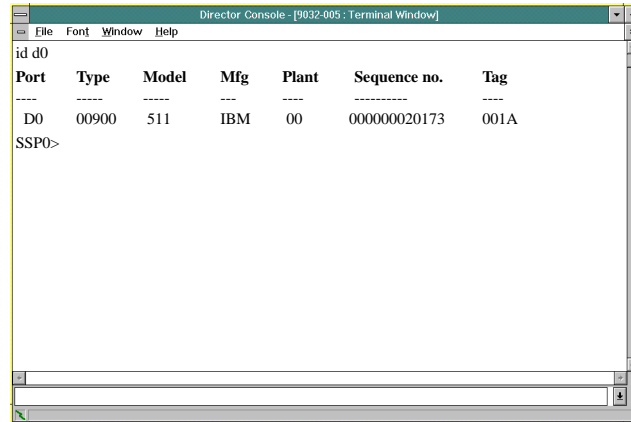 Director Console - [9032-005 : Terminal Window]
File Font Window Help
id d0
Port Type Model Mfg Plant Sequence no. Tag
---- ----- ----- --- ---- ---------- ----
D0 00900 511 IBM 00 000000020173 001A
SSP0>